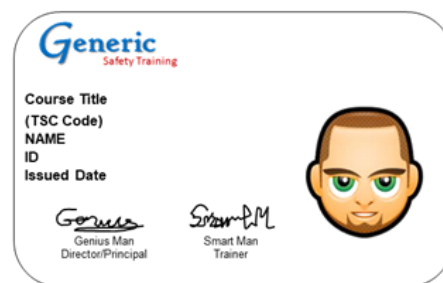 Generic
Safety Training
Course Title
(TSC Code)
NAME
ID
Issued Date
Genius Man
Director/Principal
Smart Man
Trainer